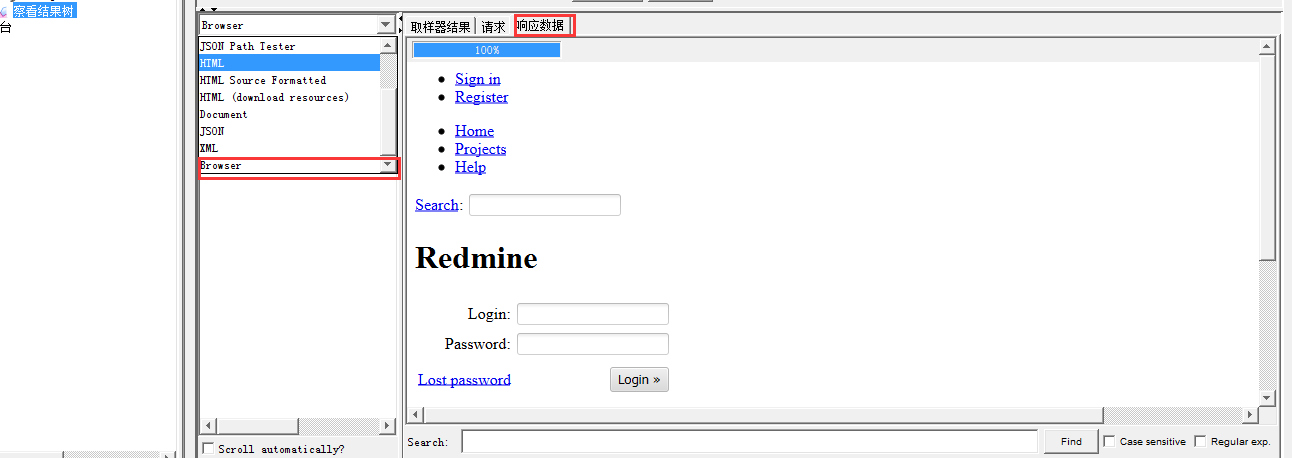 察看结果树
台
Browser
JSON Path Tester
HTML
HTML Source Formatted
HTML (download resources)
Document
JSON
XML
Browser
Scroll automatically?
取样器结果 请求 响应数据
100%
Sign in
Register
Home
Projects
Help
Search:
Redmine
Login:
Password:
Lost password Login »
Search: Find Case sensitive Regular exp.